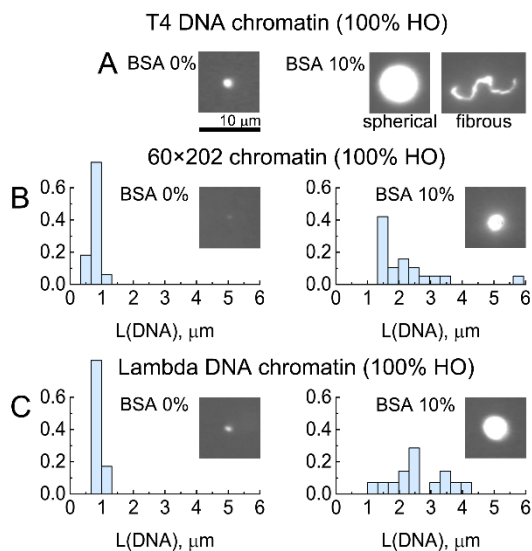 T4 DNA chromatin (100% HO)
A
BSA 0%
BSA 10%
10 μm
spherical
fibrous
60×202 chromatin (100% HO)
B
BSA 0%
BSA 10%
0.6
0.4
0.2
0.0
0 1 2 3 4 5 6
L(DNA), μm
0.6
0.4
0.2
0.0
0 1 2 3 4 5 6
L(DNA), μm
Lambda DNA chromatin (100% HO)
C
BSA 0%
BSA 10%
0.6
0.4
0.2
0.0
0 1 2 3 4 5 6
L(DNA), μm
0.6
0.4
0.2
0.0
0 1 2 3 4 5 6
L(DNA), μm